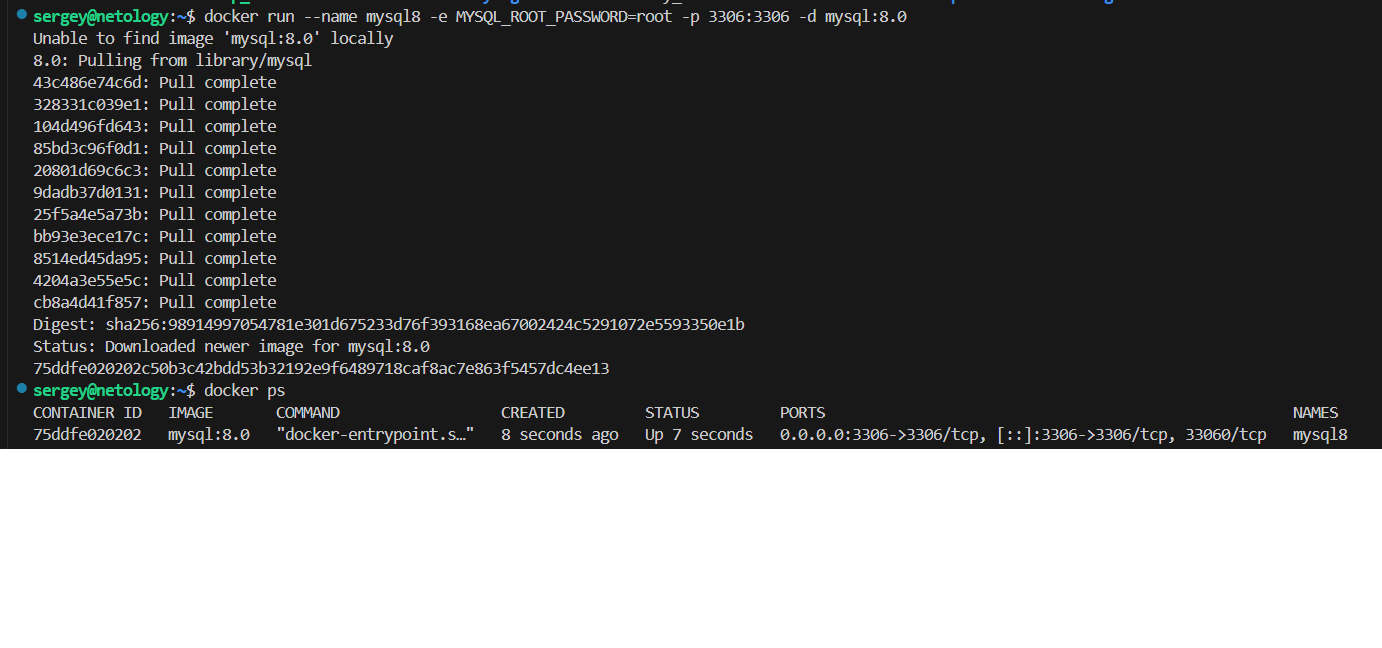 sergey@netology:~$ docker run --name mysql8 -e MYSQL_ROOT_PASSWORD=root -p 3306:3306 -d mysql:8.0
Unable to find image 'mysql:8.0' locally
8.0: Pulling from library/mysql
43c486e74c6d: Pull complete
328331c039e1: Pull complete
104d496fd643: Pull complete
85bd3c96f0d1: Pull complete
20801d69c6c3: Pull complete
9dadb37d0131: Pull complete
25f5a4e5a73b: Pull complete
bb93e3ece17c: Pull complete
8514ed45da95: Pull complete
4204a3e55e5c: Pull complete
cb8a4d41f857: Pull complete
Digest: sha256:98914997054781e301d675233d76f393168ea67002424c5291072e5593350e1b
Status: Downloaded newer image for mysql:8.0
75ddfe020202c50b3c42bdd53b32192e9f6489718caf8ac7e863f5457dc4ee13
sergey@netology:~$ docker ps
CONTAINER ID   IMAGE       COMMAND                  CREATED         STATUS         PORTS                                                    NAMES
75ddfe020202   mysql:8.0   "docker-entrypoint.s…"   8 seconds ago   Up 7 seconds   0.0.0.0:3306->3306/tcp, [::]:3306->3306/tcp, 33060/tcp   mysql8